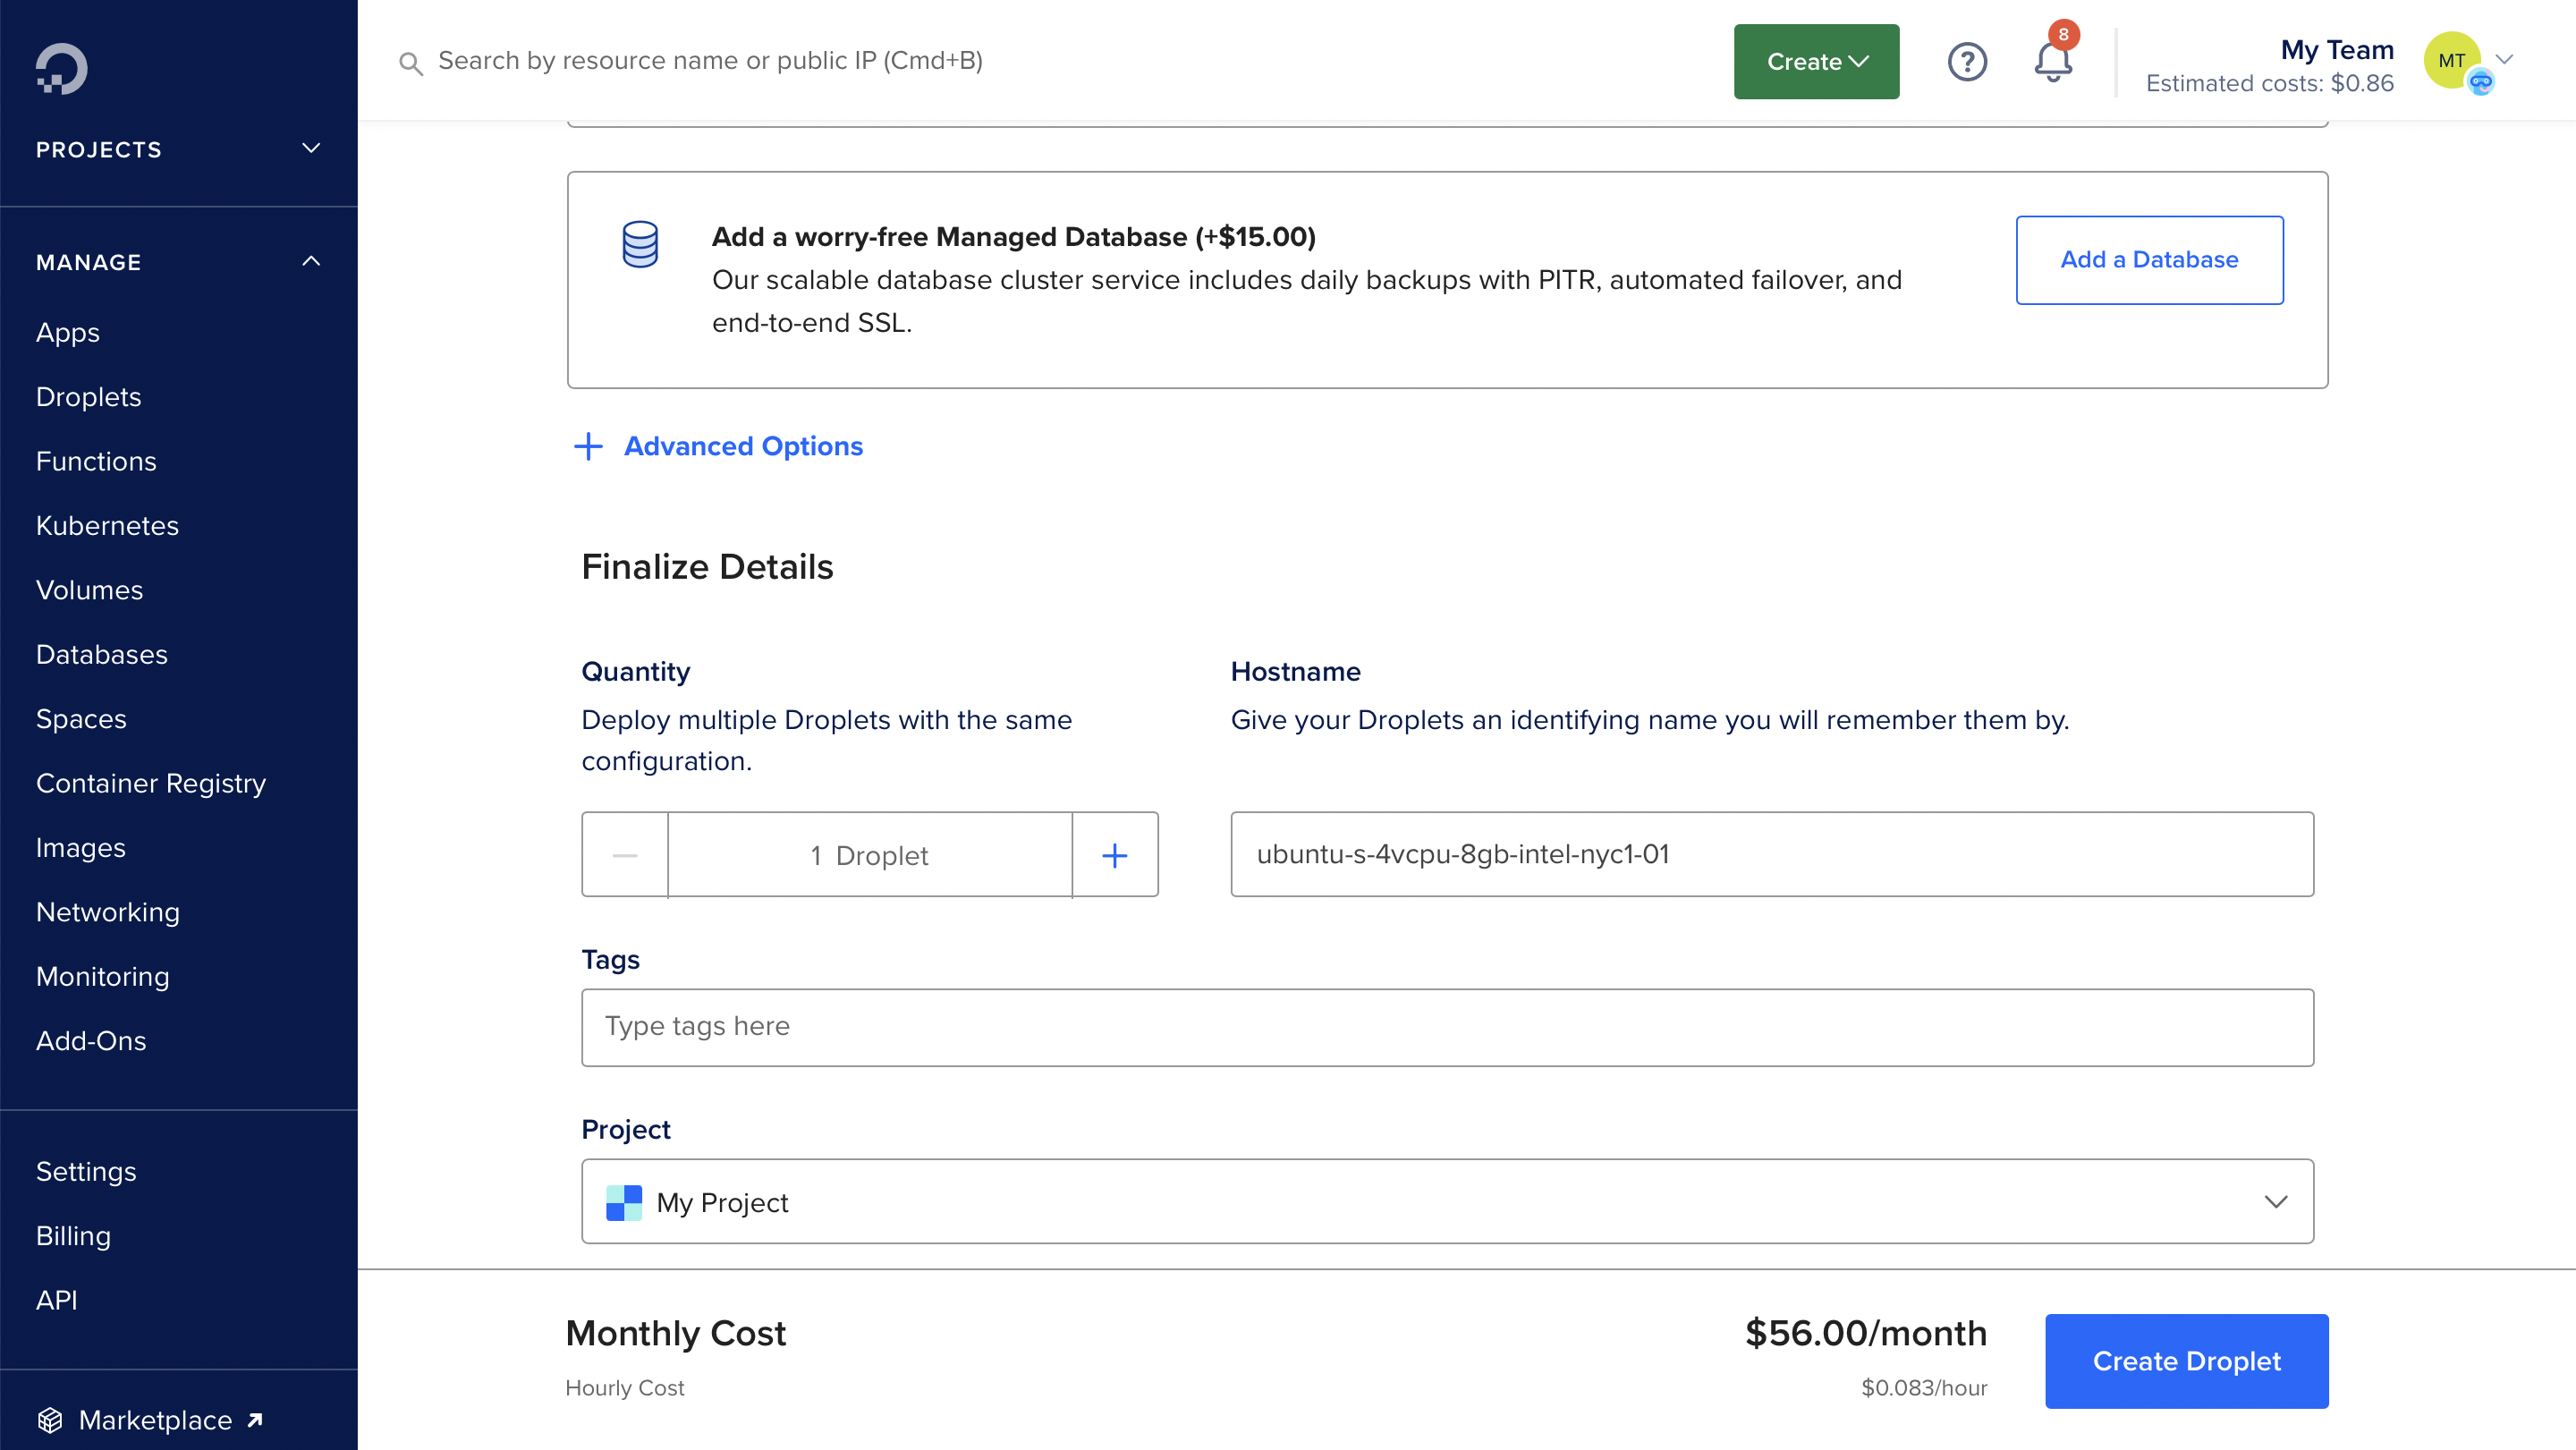 PROJECTS
MANAGE
Apps
Droplets
Functions
Kubernetes
Volumes
Databases
Spaces
Container Registry
Images
Networking
Monitoring
Add-Ons
Settings
Billing
API
Marketplace
Search by resource name or public IP (Cmd+B)
Create
8
My Team
Estimated costs: $0.86
MT
Add a worry-free Managed Database (+$15.00)
Our scalable database cluster service includes daily backups with PITR, automated failover, and
end-to-end SSL.
Add a Database
Advanced Options
Finalize Details
Quantity
Deploy multiple Droplets with the same
configuration.
1 Droplet
Hostname
Give your Droplets an identifying name you will remember them by.
ubuntu-s-4vcpu-8gb-intel-nyc1-01
Tags
Type tags here
Project
My Project
Monthly Cost
Hourly Cost
$56.00/month
$0.083/hour
Create Droplet